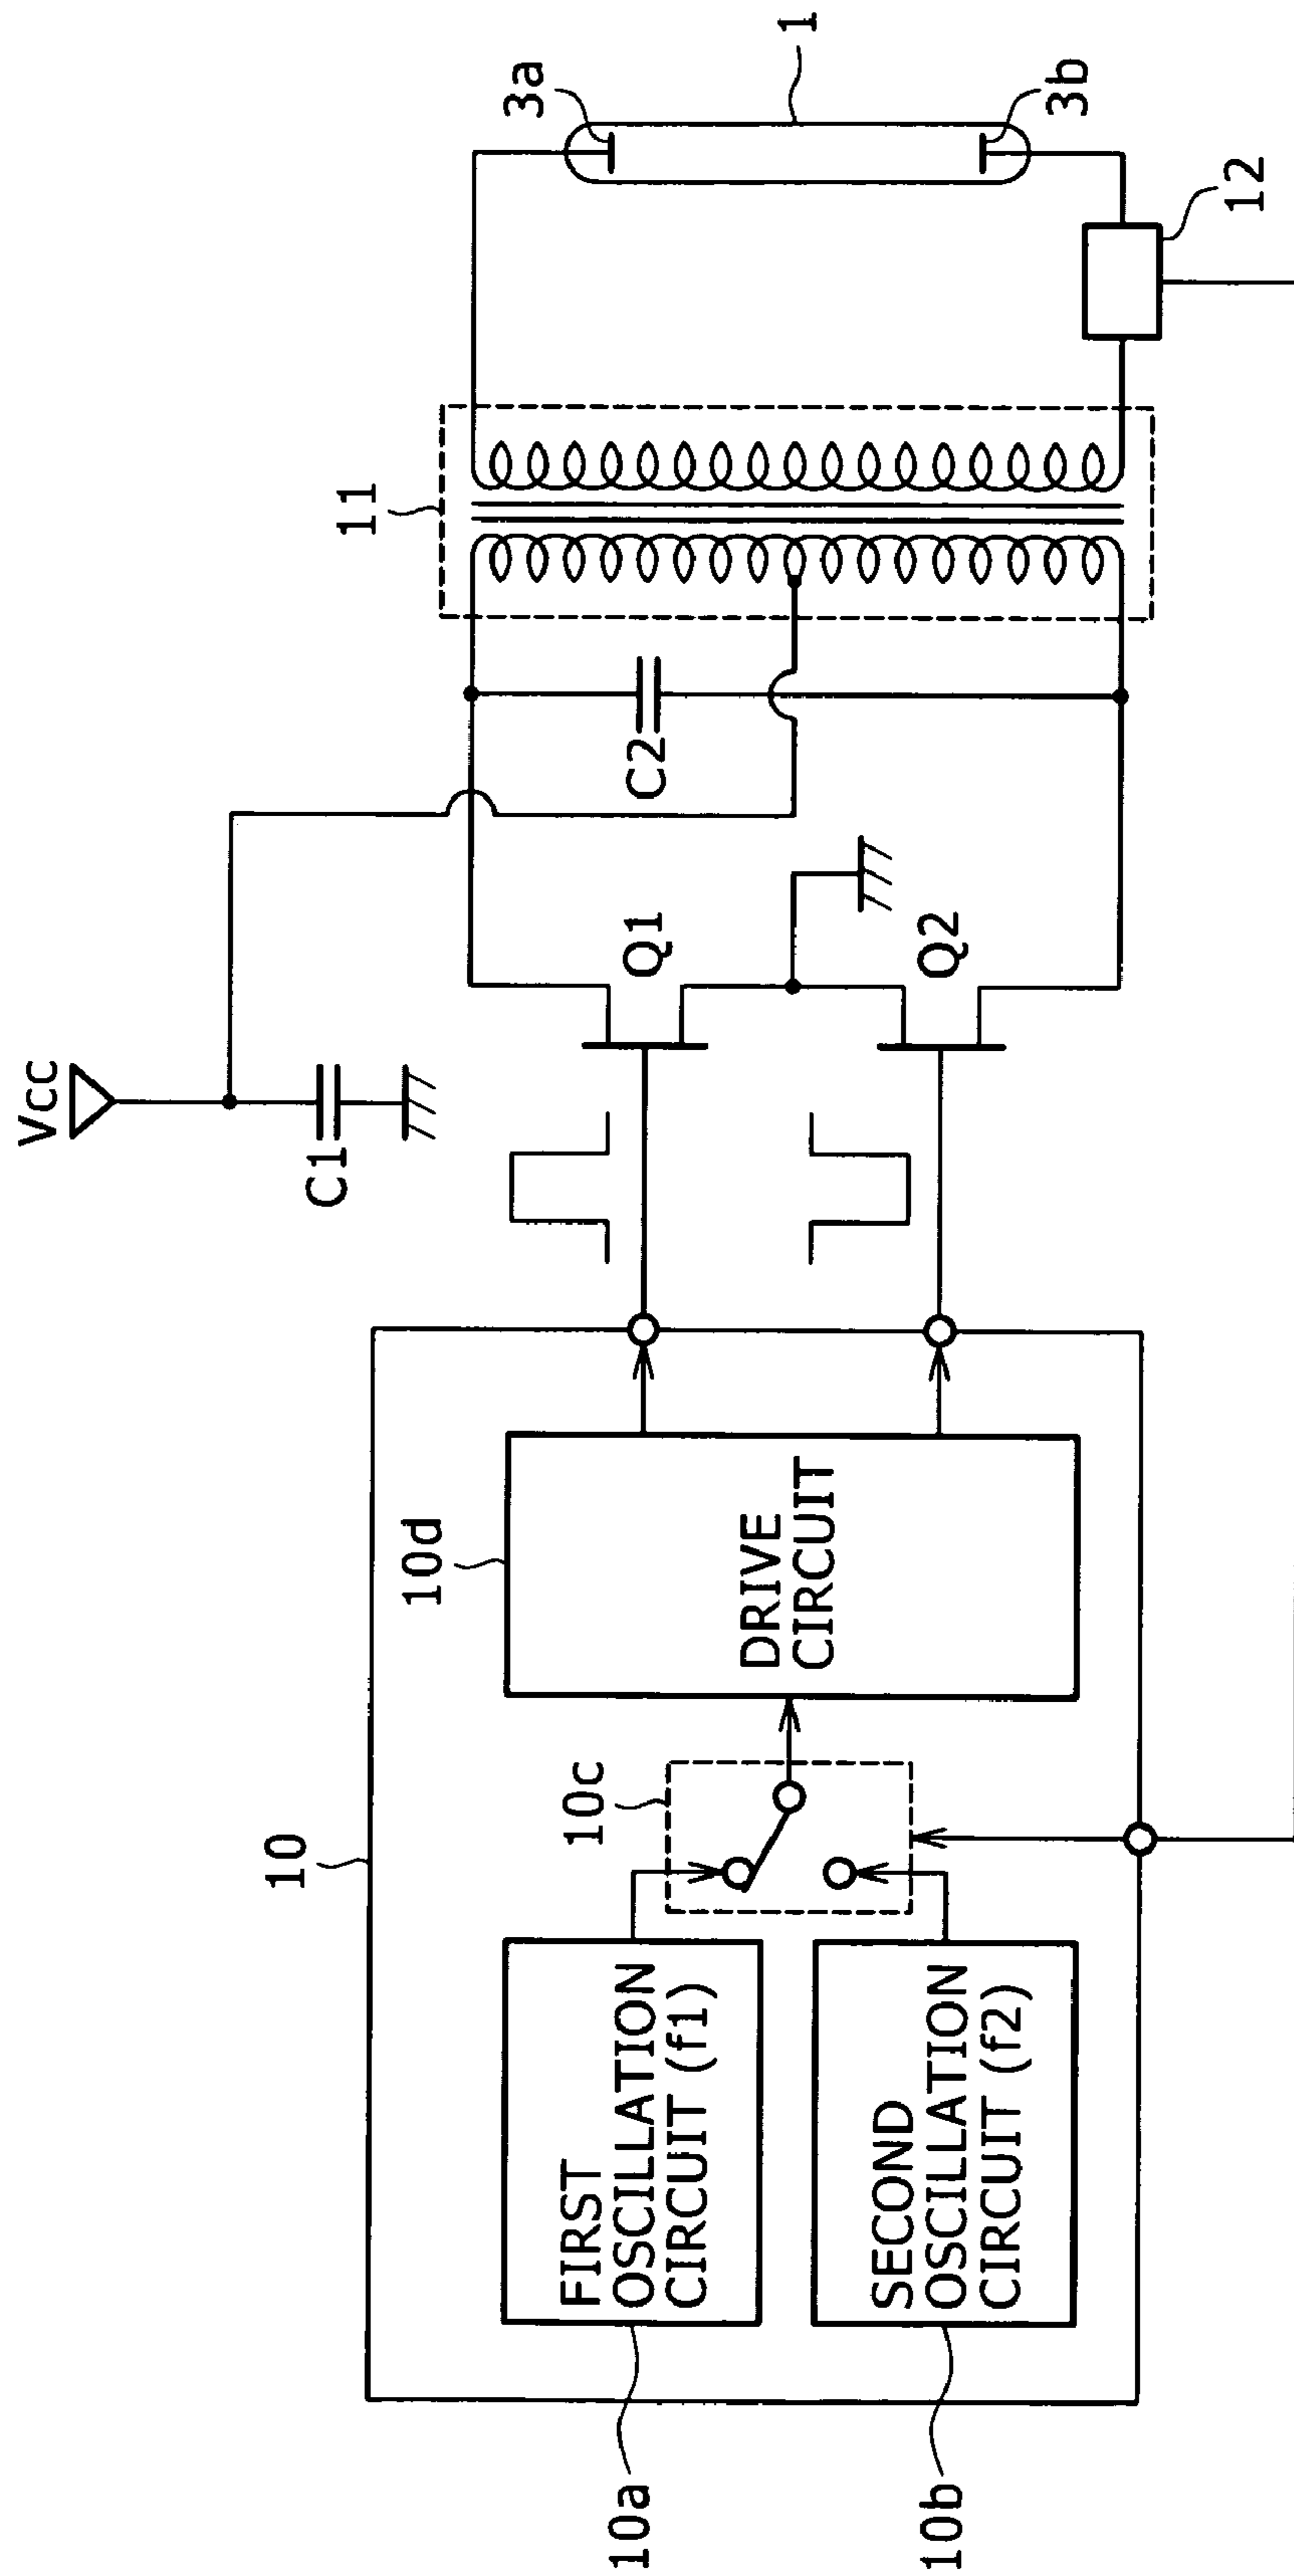 Vcc
C1
10
10a
FIRST
OSCILLATION
CIRCUIT (f1)
10b
SECOND
OSCILLATION
CIRCUIT (f2)
10c
10d
DRIVE
CIRCUIT
Q1
Q2
C2
11
3a
1
3b
12